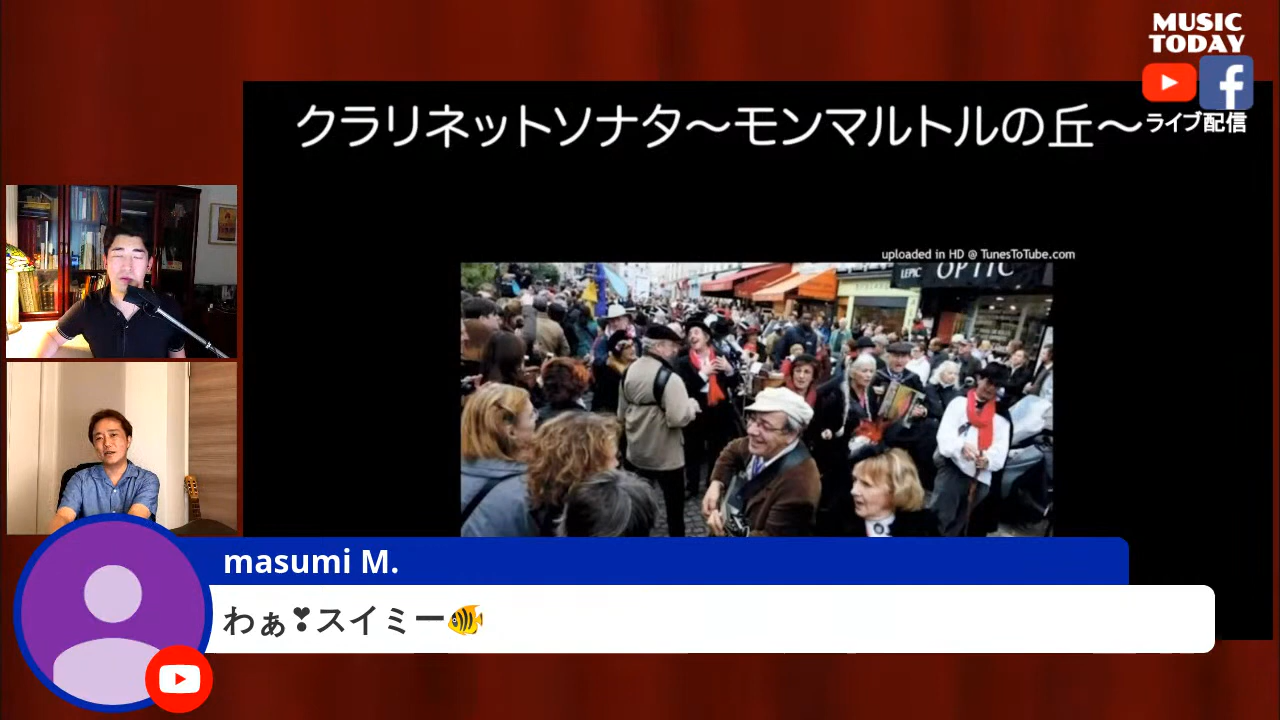 MUSIC
TODAY
ライブ配信
クラリネットソナタ〜モンマルトルの丘〜
uploaded in HD @ TunesToTube.com
LEPIC
OPTIC
masumi M.
わぁ❣スイミー🐠